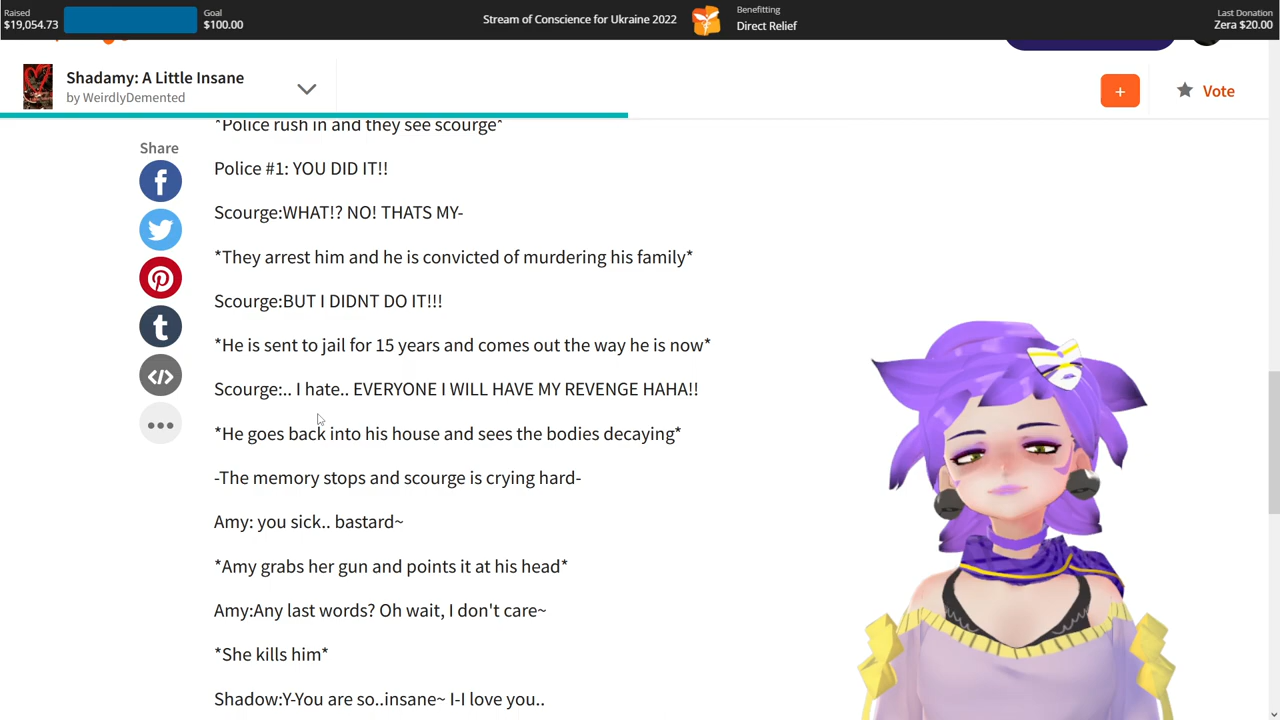 Raised
$19,054.73
Goal
$100.00
Stream of Conscience for Ukraine 2022
Benefitting
Direct Relief
Last Donation
Zera $20.00
Shadamy: A Little Insane
by WeirdlyDemented
+
Vote
Share
*Police rush in and they see scourge*
Police #1: YOU DID IT!!
Scourge:WHAT!? NO! THATS MY-
*They arrest him and he is convicted of murdering his family*
Scourge:BUT I DIDNT DO IT!!!
*He is sent to jail for 15 years and comes out the way he is now*
Scourge:.. I hate.. EVERYONE I WILL HAVE MY REVENGE HAHA!!
*He goes back into his house and sees the bodies decaying*
-The memory stops and scourge is crying hard-
Amy: you sick.. bastard~
*Amy grabs her gun and points it at his head*
Amy:Any last words? Oh wait, I don't care~
*She kills him*
Shadow:Y-You are so..insane~ I-I love you..